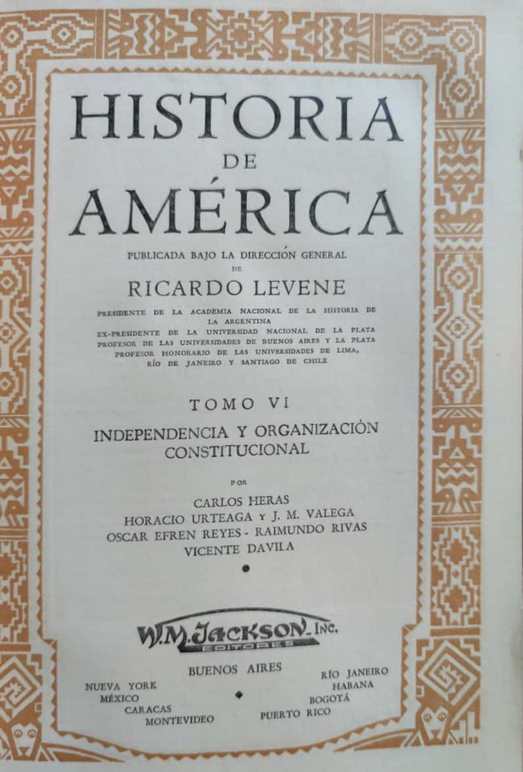 HISTORIA
DE
AMÉRICA
PUBLICADA BAJO LA DIRECCIÓN GENERAL
DE
RICARDO LEVENE
PRESIDENTE DE LA ACADEMIA NACIONAL DE LA HISTORIA DE
LA ARGENTINA
EX-PRESIDENTE DE LA UNIVERSIDAD NACIONAL DE LA PLATA
PROFESOR DE LAS UNIVERSIDADES DE BUENOS AIRES Y LA PLATA
PROFESOR HONORARIO DE LAS UNIVERSIDADES DE LIMA,
RÍO DE JANEIRO Y SANTIAGO DE CHILE
TOMO VI
INDEPENDENCIA Y ORGANIZACIÓN
CONSTITUCIONAL
POR
CARLOS HERAS
HORACIO URTEAGA Y J. M. VALEGA
OSCAR EFREN REYES - RAIMUNDO RIVAS
VICENTE DAVILA
W. M. JACKSON, INC.
EDITORES
BUENOS AIRES
NUEVA YORK
MÉXICO
CARACAS
MONTEVIDEO
RÍO JANEIRO
HABANA
BOGOTÁ
PUERTO RICO